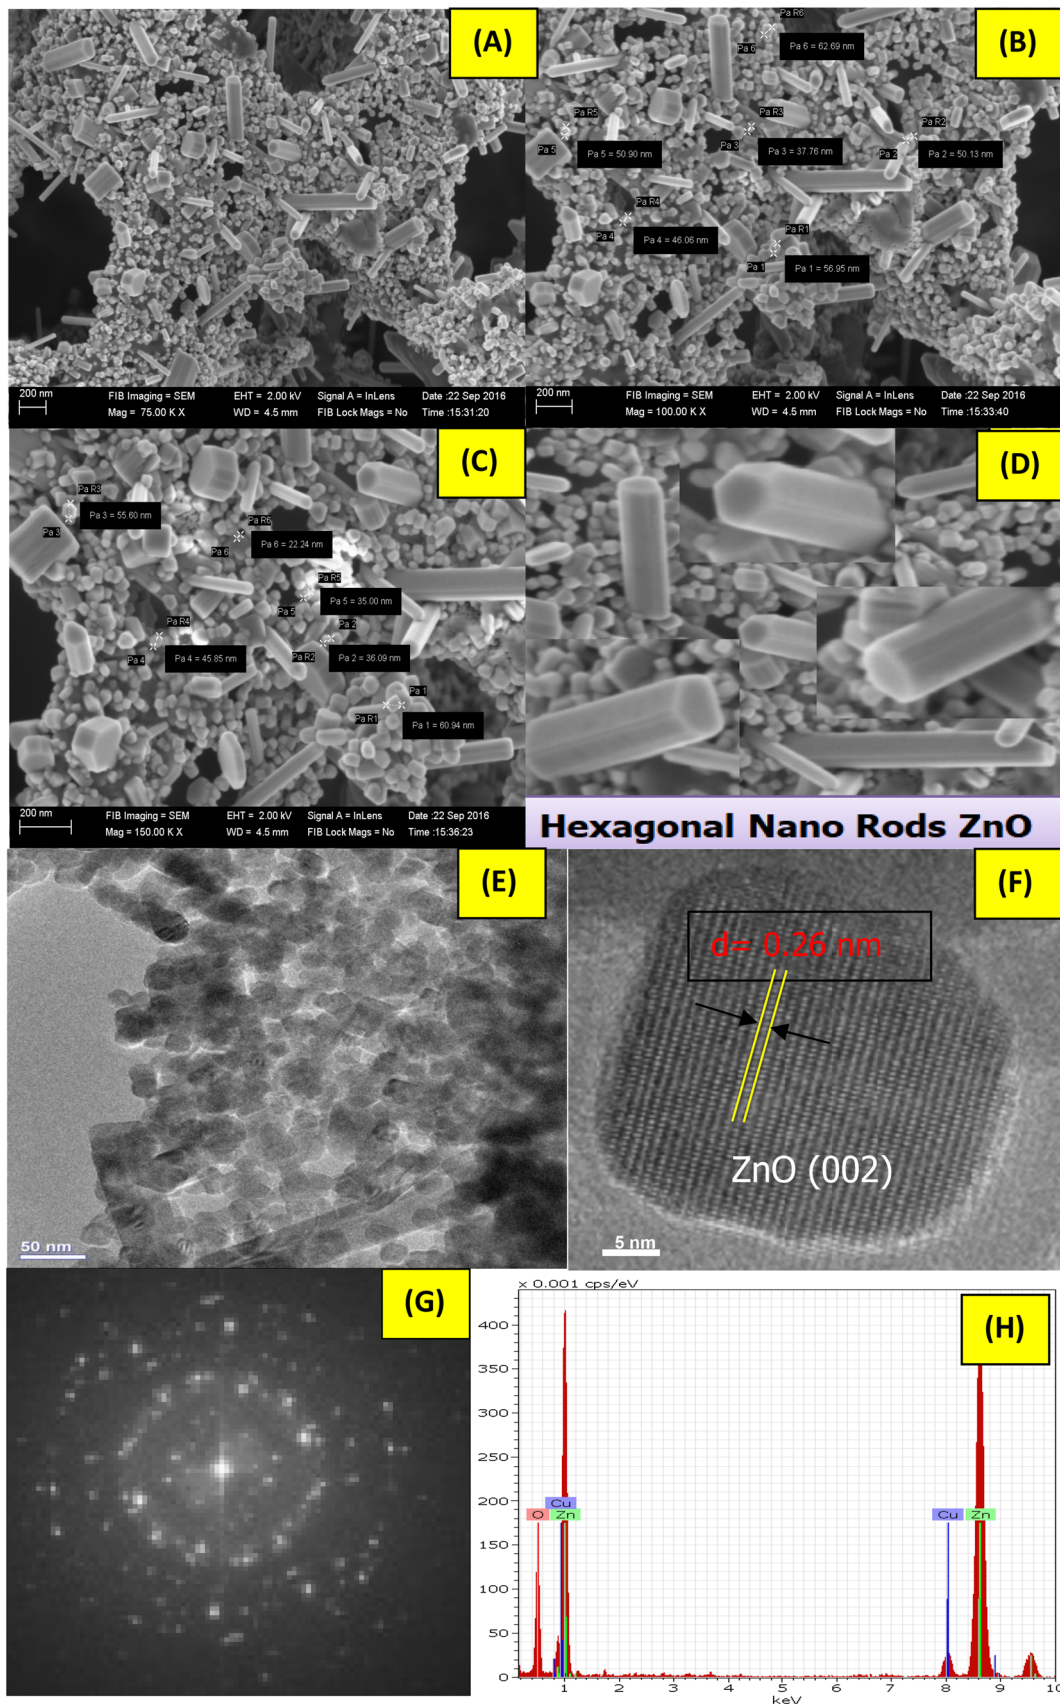 (A)
200 nm
FIB Imaging = SEM
Mag = 75.00 K X
EHT = 2.00 kV
WD = 4.5 mm
Signal A = InLens
FIB Lock Mags = No
Date :22 Sep 2016
Time :15:31:20
(B)
Pa R6
Pa 6
Pa 6 = 62.69 nm
Pa R5
Pa 5
Pa 5 = 50.90 nm
Pa R3
Pa 3
Pa 3 = 37.76 nm
Pa R2
Pa 2
Pa 2 = 50.13 nm
Pa R4
Pa 4
Pa 4 = 46.06 nm
Pa R1
Pa 1
Pa 1 = 56.95 nm
200 nm
FIB Imaging = SEM
Mag = 100.00 K X
EHT = 2.00 kV
WD = 4.5 mm
Signal A = InLens
FIB Lock Mags = No
Date :22 Sep 2016
Time :15:33:40
(C)
Pa R3
Pa 3
Pa 3 = 55.60 nm
Pa R6
Pa 6
Pa 6 = 22.24 nm
Pa R5
Pa 5
Pa 5 = 35.00 nm
Pa R4
Pa 4
Pa 4 = 45.85 nm
Pa 2
Pa R2
Pa 2 = 36.09 nm
Pa 1
Pa R1
Pa 1 = 60.94 nm
200 nm
FIB Imaging = SEM
Mag = 150.00 K X
EHT = 2.00 kV
WD = 4.5 mm
Signal A = InLens
FIB Lock Mags = No
Date :22 Sep 2016
Time :15:36:23
(D)
Hexagonal Nano Rods ZnO
(E)
50 nm
(F)
d= 0.26 nm
ZnO (002)
5 nm
(G)
(H)
x 0.001 cps/eV
400
350
300
250
200
150
100
50
0
O
Cu
Zn
Cu
Zn
1 2 3 4 5 6 7 8 9 10
keV